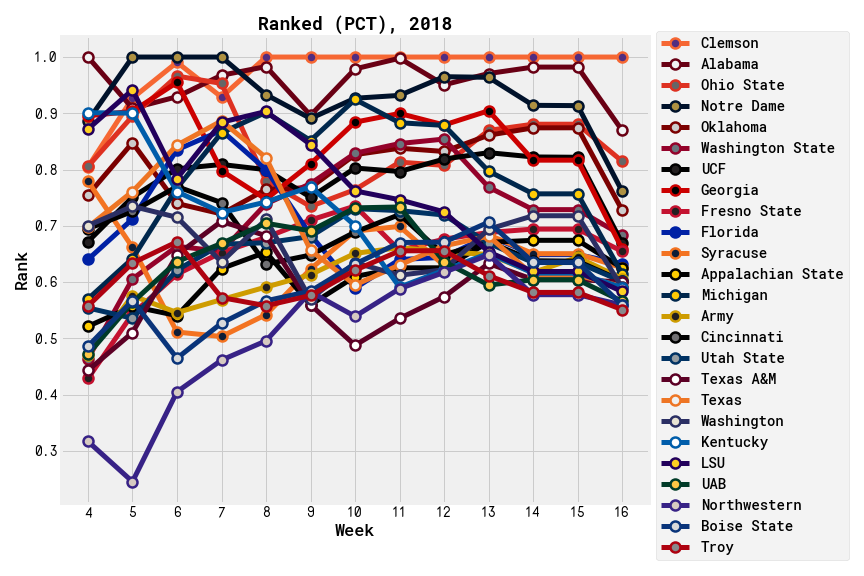 Ranked (PCT), 2018
1.0
0.9
0.8
0.7
0.6
0.5
0.4
0.3
Rank
4 5 6 7 8 9 10 11 12 13 14 15 16
Week
Clemson
Alabama
Ohio State
Notre Dame
Oklahoma
Washington State
UCF
Georgia
Fresno State
Florida
Syracuse
Appalachian State
Michigan
Army
Cincinnati
Utah State
Texas A&M
Texas
Washington
Kentucky
LSU
UAB
Northwestern
Boise State
Troy